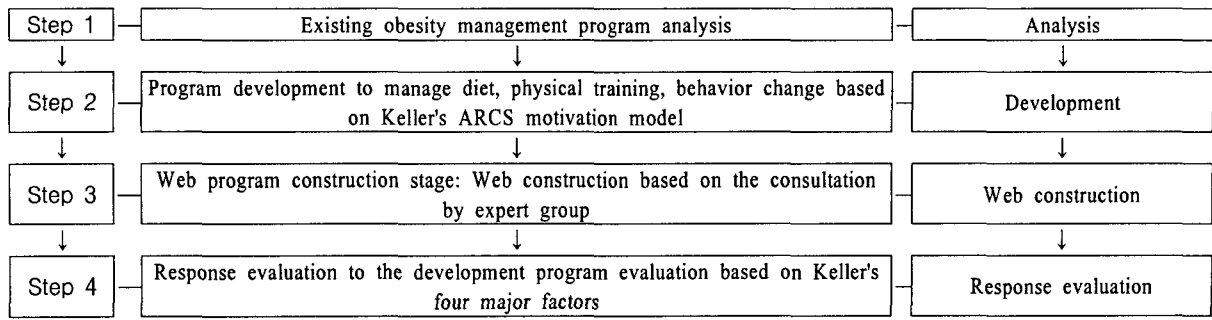 Step 1
Existing obesity management program analysis
Analysis
Step 2
Program development to manage diet, physical training, behavior change based
on Keller's ARCS motivation model
Development
Step 3
Web program construction stage: Web construction based on the consultation
by expert group
Web construction
Step 4
Response evaluation to the development program evaluation based on Keller's
four major factors
Response evaluation